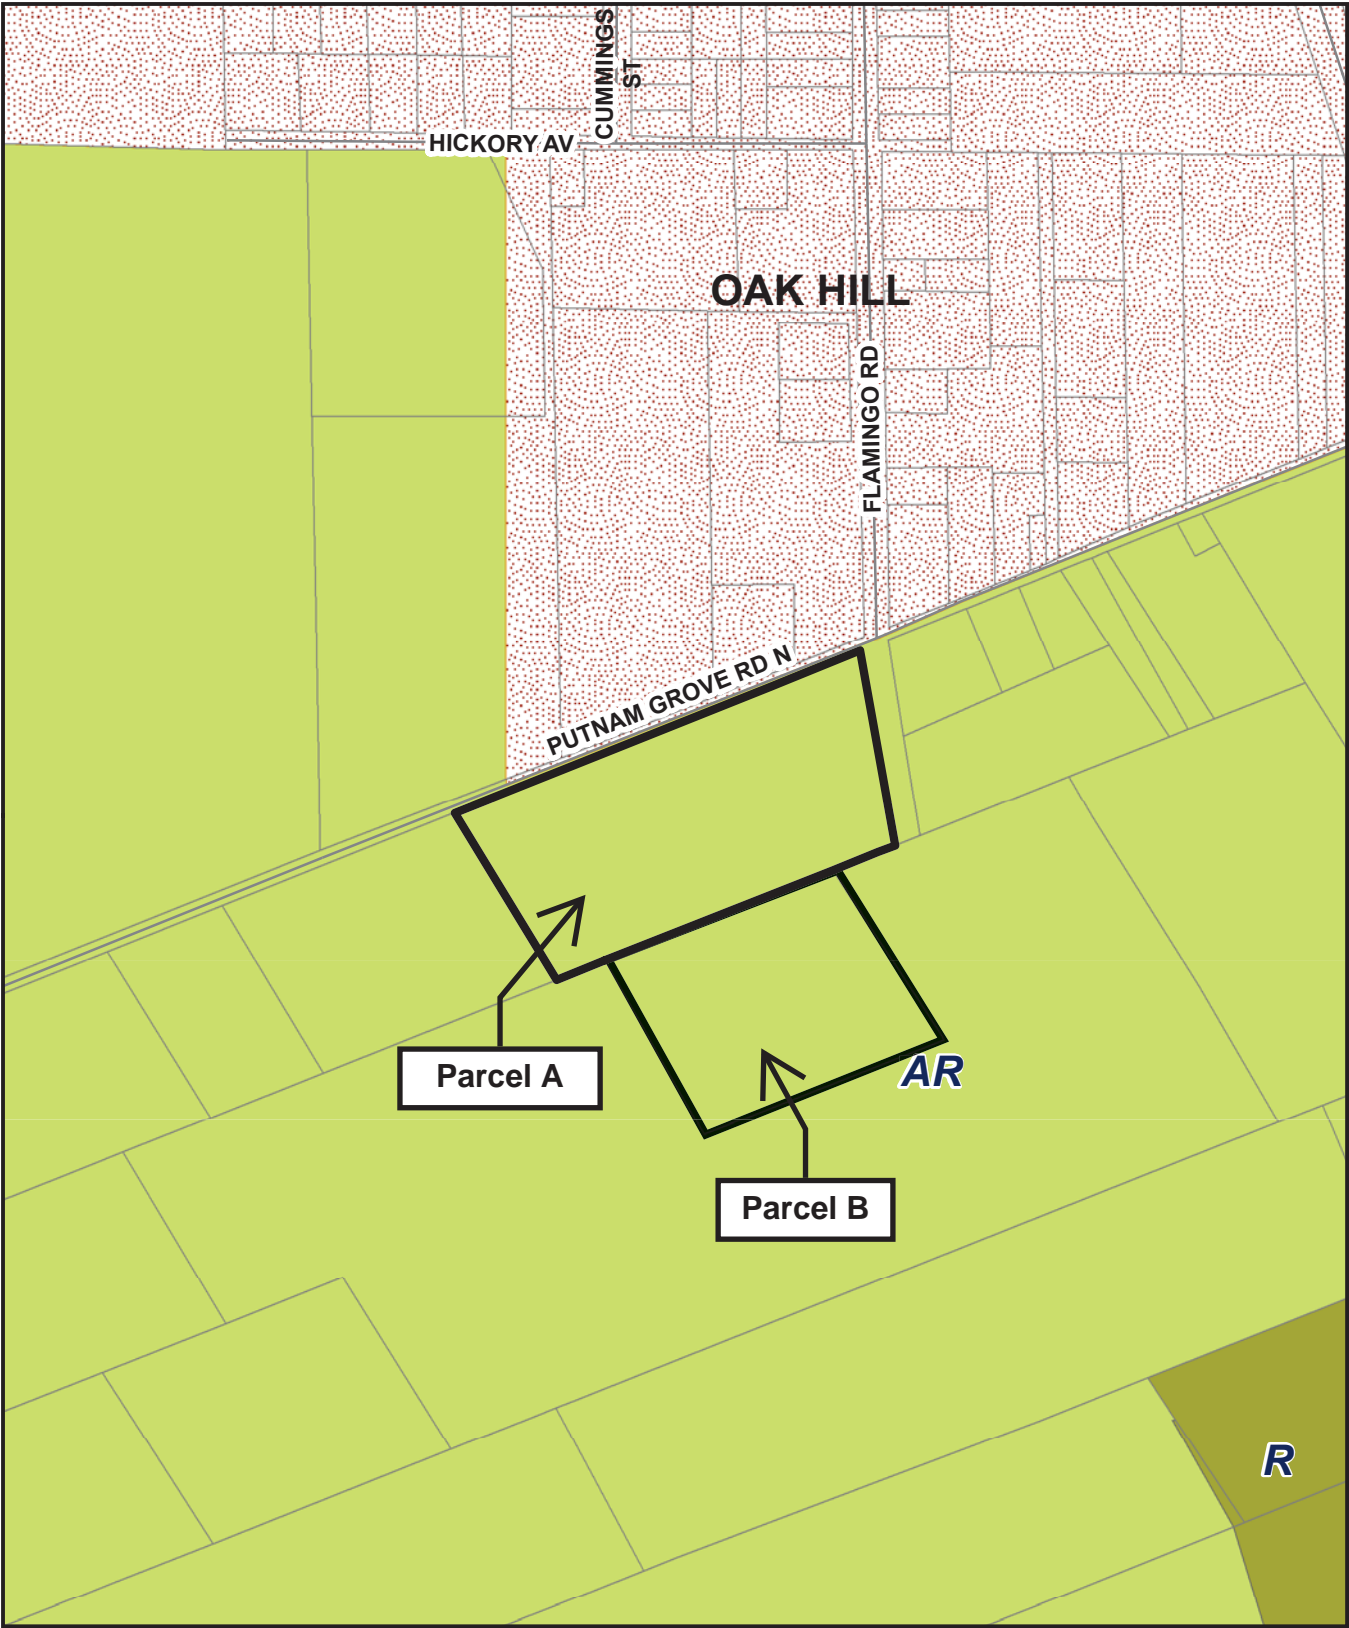 CUMMINGS
ST
HICKORY AV
OAK HILL
FLAMINGO RD
PUTNAM GROVE RD N
Parcel A
AR
Parcel B
R